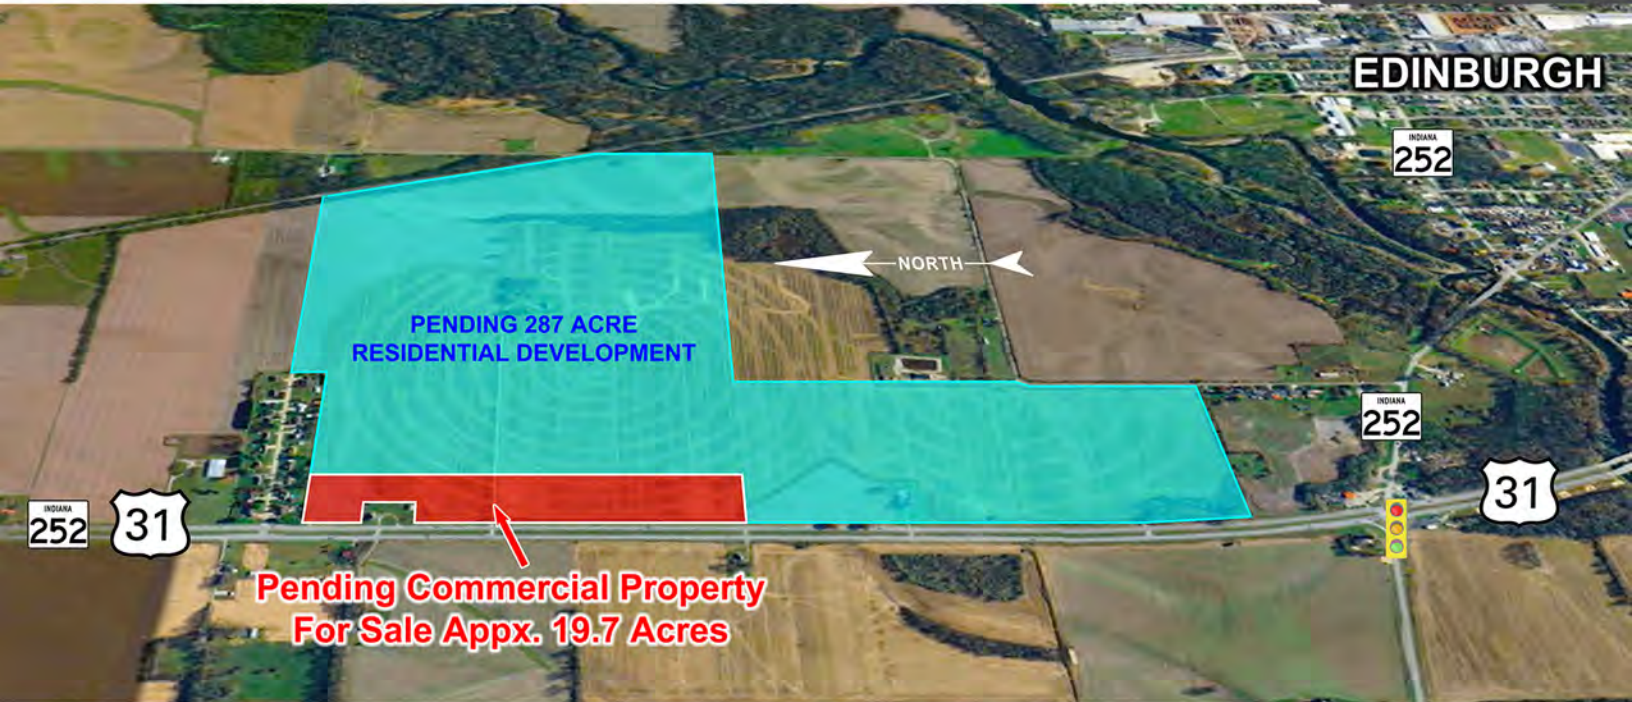 EDINBURGH
INDIANA
252
NORTH
PENDING 287 ACRE
RESIDENTIAL DEVELOPMENT
INDIANA
252
31
INDIANA
252
31
Pending Commercial Property
For Sale Appx. 19.7 Acres